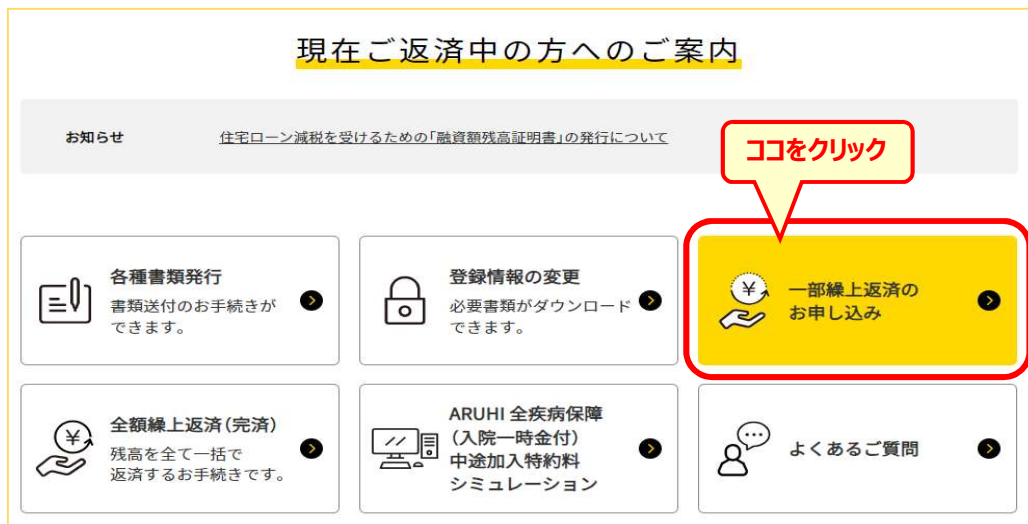 現在ご返済中の方へのご案内
お知らせ
住宅ローン減税を受けるための「融資額残高証明書」の発行について
ココをクリック
各種書類発行
書類送付のお手続きが
できます。
登録情報の変更
必要書類がダウンロード
できます。
¥
一部繰上返済の
お申し込み
¥
全額繰上返済(完済)
残高を全て一括で
返済するお手続きです。
ARUHI 全疾病保障
(入院一時金付)
中途加入特約料
シミュレーション
よくあるご質問